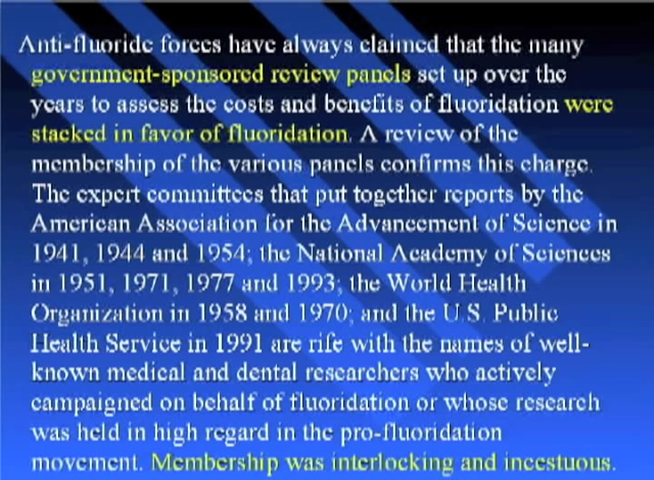 Anti-fluoride forces have always claimed that the many
government-sponsored review panels set up over the
years to assess the costs and benefits of fluoridation were
stacked in favor of fluoridation. A review of the
membership of the various panels confirms this charge.
The expert committees that put together reports by the
American Association for the Advancement of Science in
1941, 1944 and 1954; the National Academy of Sciences
in 1951, 1971, 1977 and 1993; the World Health
Organization in 1958 and 1970; and the U.S. Public
Health Service in 1991 are rife with the names of well-
known medical and dental researchers who actively
campaigned on behalf of fluoridation or whose research
was held in high regard in the pro-fluoridation
movement. Membership was interlocking and incestuous.